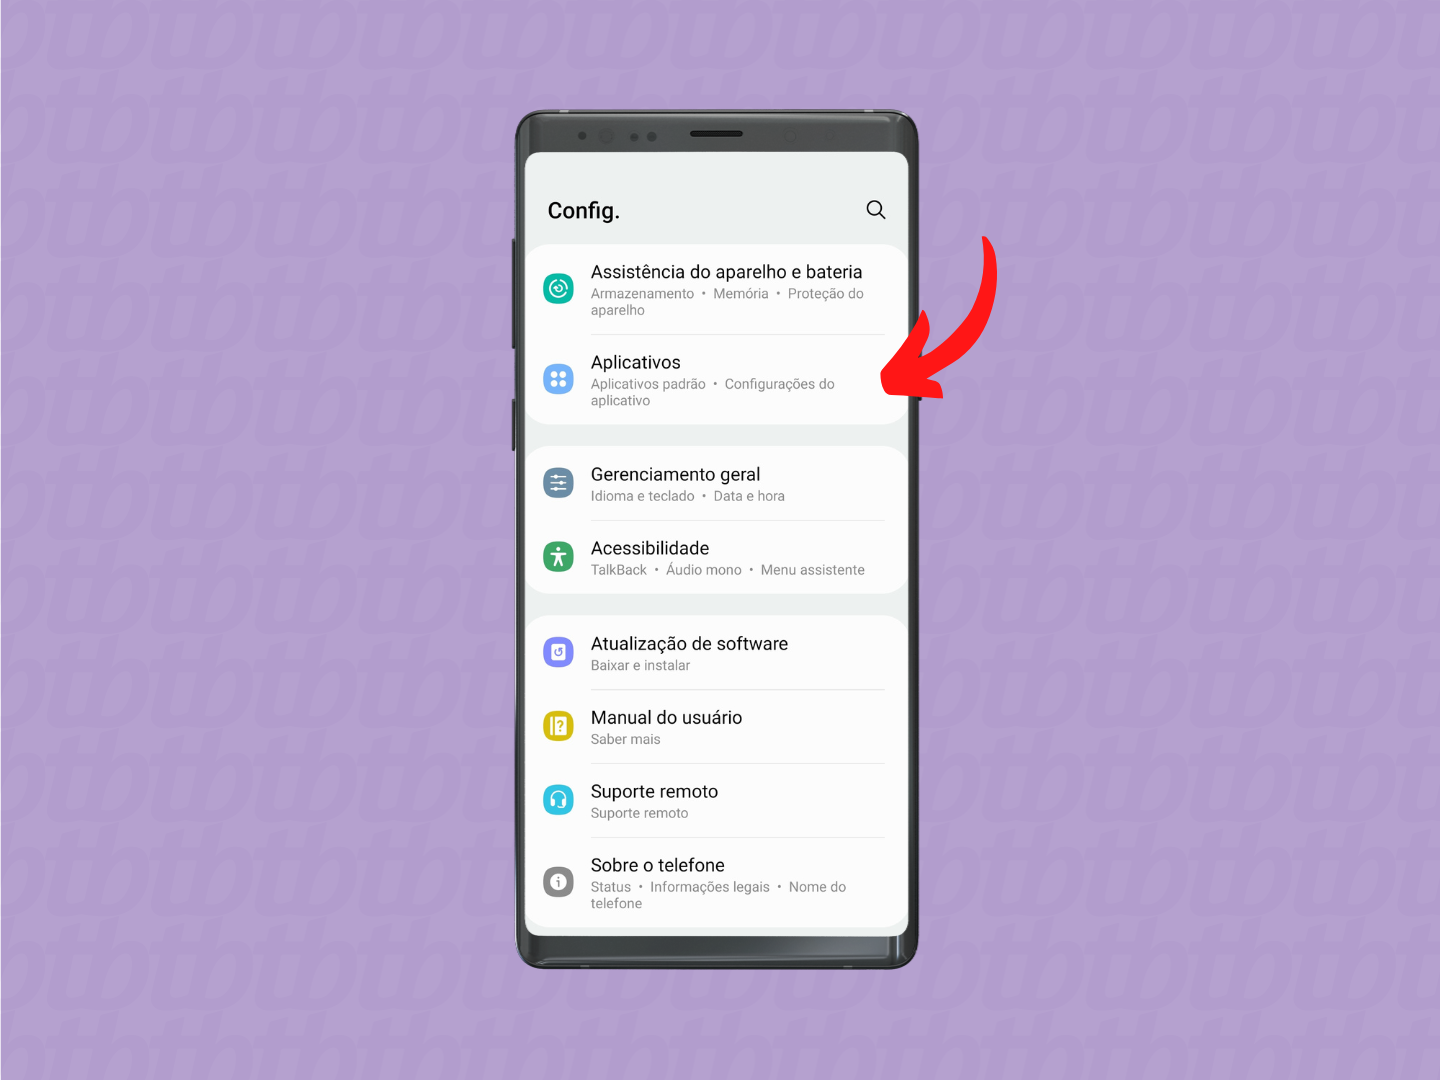 Config.
Assistência do aparelho e bateria
Armazenamento • Memória • Proteção do
aparelho
Aplicativos
Aplicativos padrão • Configurações do
aplicativo
Gerenciamento geral
Idioma e teclado • Data e hora
Acessibilidade
TalkBack • Áudio mono • Menu assistente
Atualização de software
Baixar e instalar
Manual do usuário
Saber mais
Suporte remoto
Suporte remoto
Sobre o telefone
Status • Informações legais • Nome do
telefone